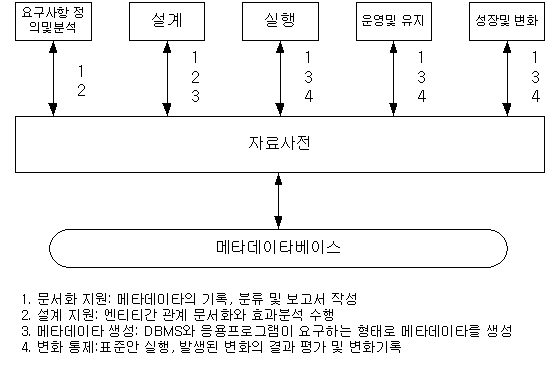 요구사항 정
의및분석
설계
실행
운영및 유지
성장및 변화
1
2
1
2
3
1
3
4
1
3
4
1
3
4
자료사전
메타데이타베이스
1. 문서화 지원: 메타데이타의 기록, 분류 및 보고서 작성
2. 설계 지원: 엔티티간 관계 문서화와 효과분석 수행
3. 메타데이타 생성: DBMS와 응용프로그램이 요구하는 형태로 메타데이타를 생성
4. 변화 통제:표준안 실행, 발생된 변화의 결과 평가 및 변화기록